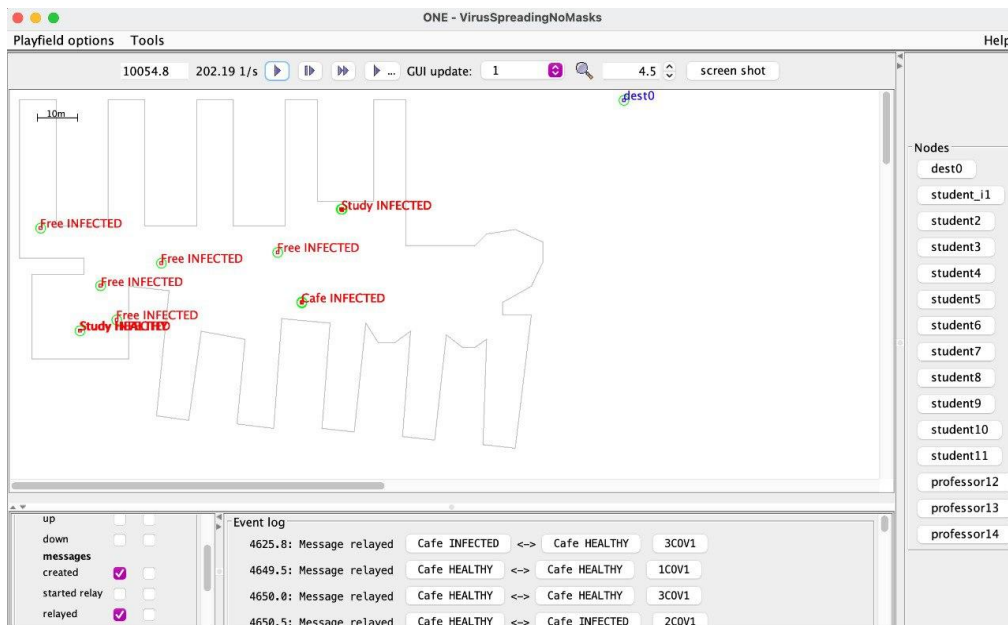 ONE - VirusSpreadingNoMasks
Playfield options Tools Help
10054.8 202.19 1/s ... GUI update: 1 4.5 screen shot
dest0
10m
Study INFECTED
Free INFECTED
Free INFECTED
Free INFECTED
Free INFECTED
Cafe INFECTED
Free INFECTED
Study HEALTHY
Nodes
dest0
student_i1
student2
student3
student4
student5
student6
student7
student8
student9
student10
student11
professor12
professor13
professor14
up
down
messages
created
started relay
relayed
Event log
4625.8: Message relayed Cafe INFECTED <-> Cafe HEALTHY 3COV1
4649.5: Message relayed Cafe HEALTHY <-> Cafe HEALTHY 1COV1
4650.0: Message relayed Cafe HEALTHY <-> Cafe HEALTHY 3COV1
4650.5: Message relayed Cafe HEALTHY <-> Cafe INFECTED 2COV1